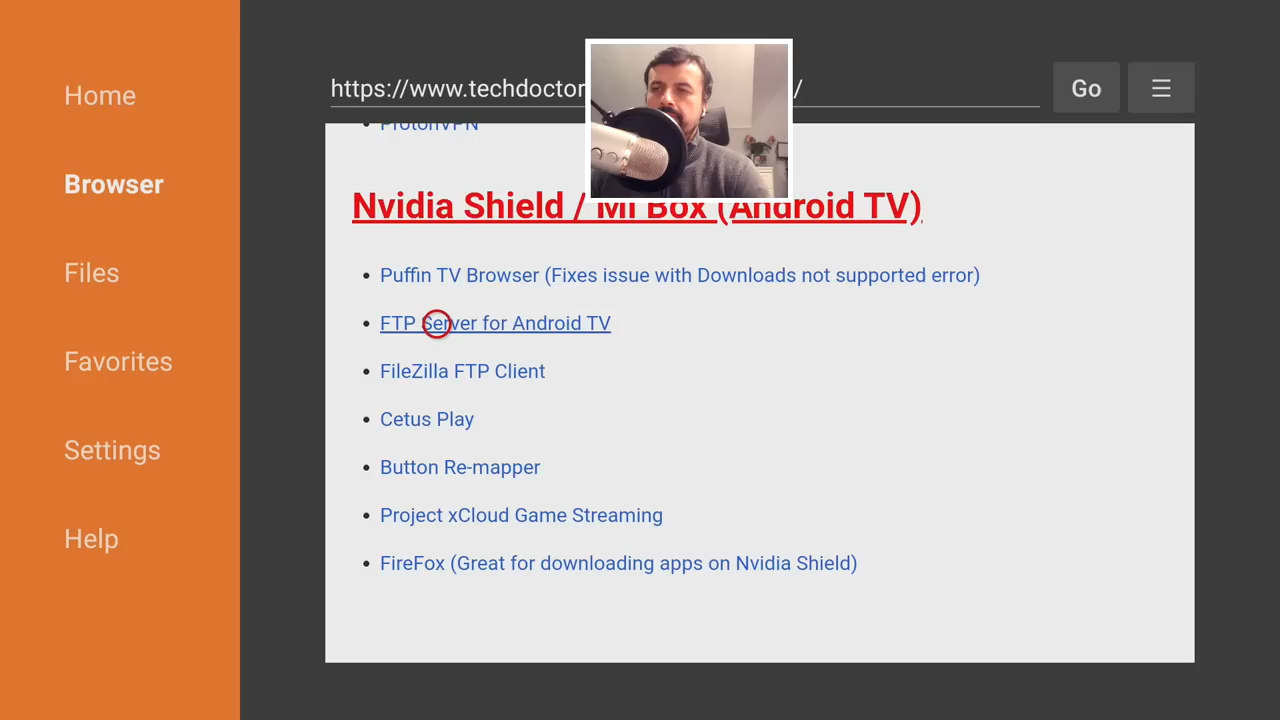 Home
Browser
Files
Favorites
Settings
Help
https://www.techdoctor /
Go
ProtonVPN
Nvidia Shield / Mi Box (Android TV)
• Puffin TV Browser (Fixes issue with Downloads not supported error)
• FTP Server for Android TV
• FileZilla FTP Client
• Cetus Play
• Button Re-mapper
• Project xCloud Game Streaming
• FireFox (Great for downloading apps on Nvidia Shield)